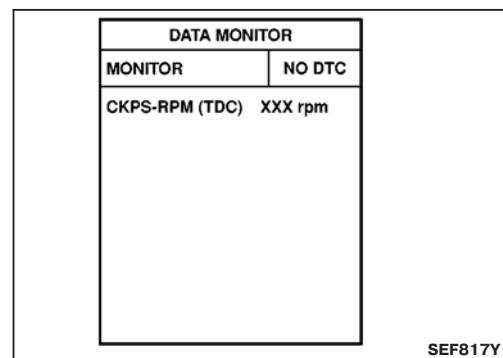 DATA MONITOR
MONITOR NO DTC
CKPS-RPM (TDC) XXX rpm
SEF817Y